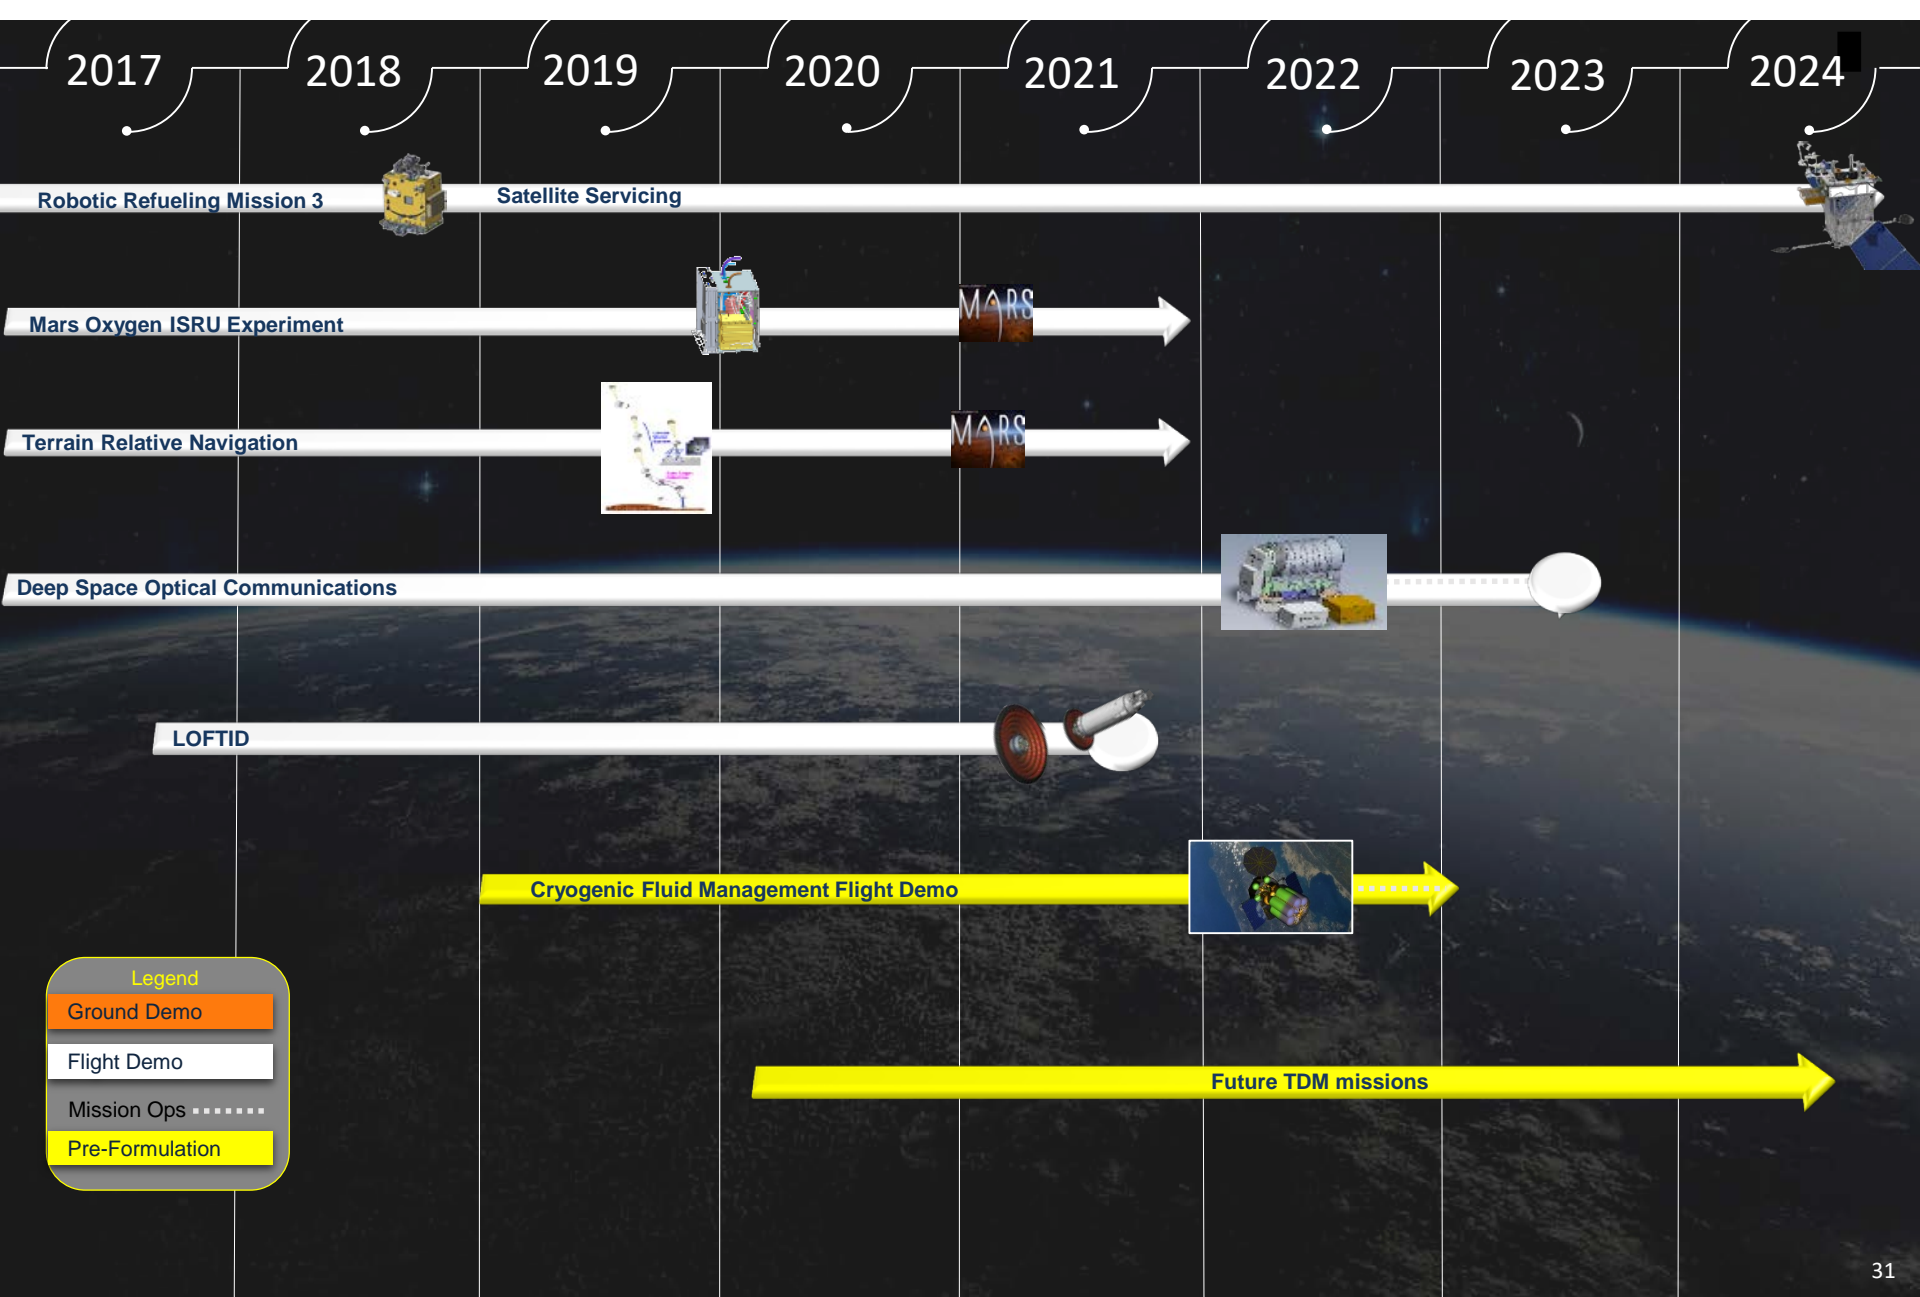 2017 2018 2019 2020 2021 2022 2023 2024
Robotic Refueling Mission 3
Satellite Servicing
Mars Oxygen ISRU Experiment
MARS
Terrain Relative Navigation
MARS
Deep Space Optical Communications
LOFTID
Cryogenic Fluid Management Flight Demo
Future TDM missions
Legend
Ground Demo
Flight Demo
Mission Ops
Pre-Formulation
31